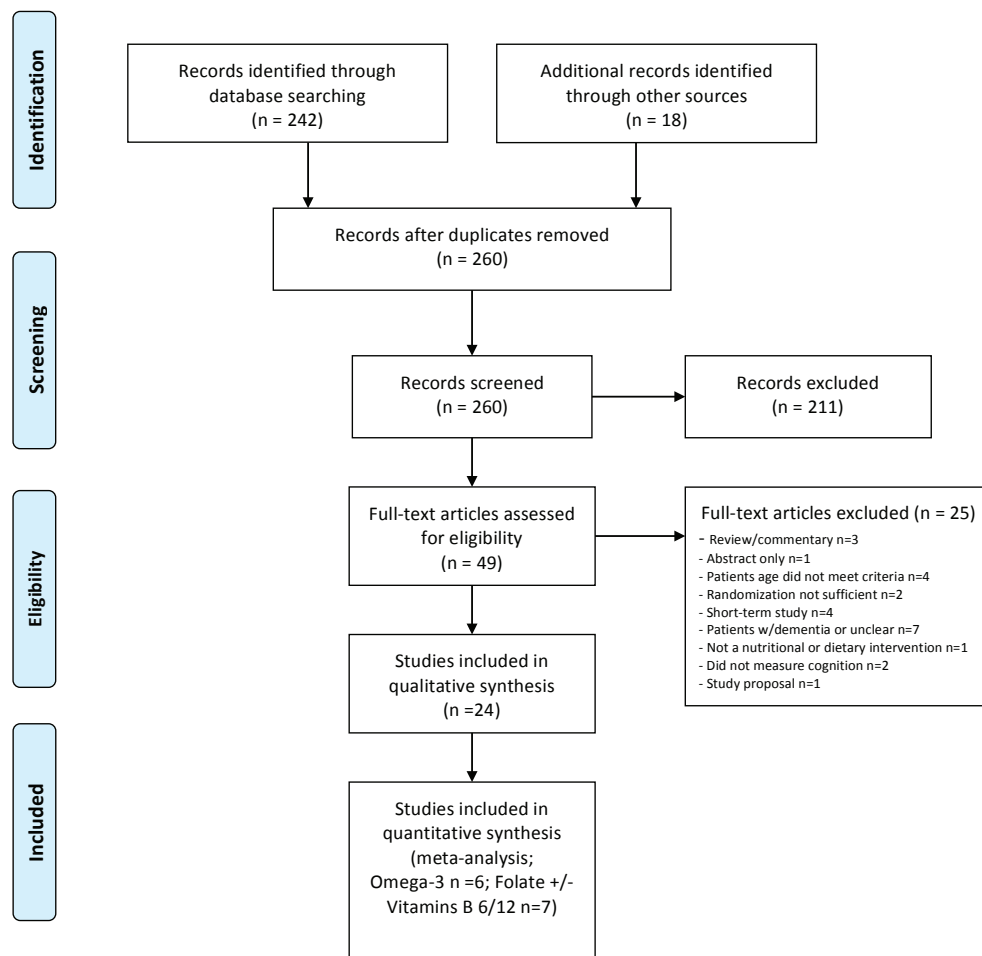 Identification
Records identified through
database searching
(n = 242)
Additional records identified
through other sources
(n = 18)
Records after duplicates removed
(n = 260)
Screening
Records screened
(n = 260)
Records excluded
(n = 211)
Eligibility
Full-text articles assessed
for eligibility
(n = 49)
Full-text articles excluded (n = 25)
- Review/commentary n=3
- Abstract only n=1
- Patients age did not meet criteria n=4
- Randomization not sufficient n=2
- Short-term study n=4
- Patients w/dementia or unclear n=7
- Not a nutritional or dietary intervention n=1
- Did not measure cognition n=2
- Study proposal n=1
Studies included in
qualitative synthesis
(n =24)
Included
Studies included in
quantitative synthesis
(meta-analysis;
Omega-3 n =6; Folate +/-
Vitamins B 6/12 n=7)